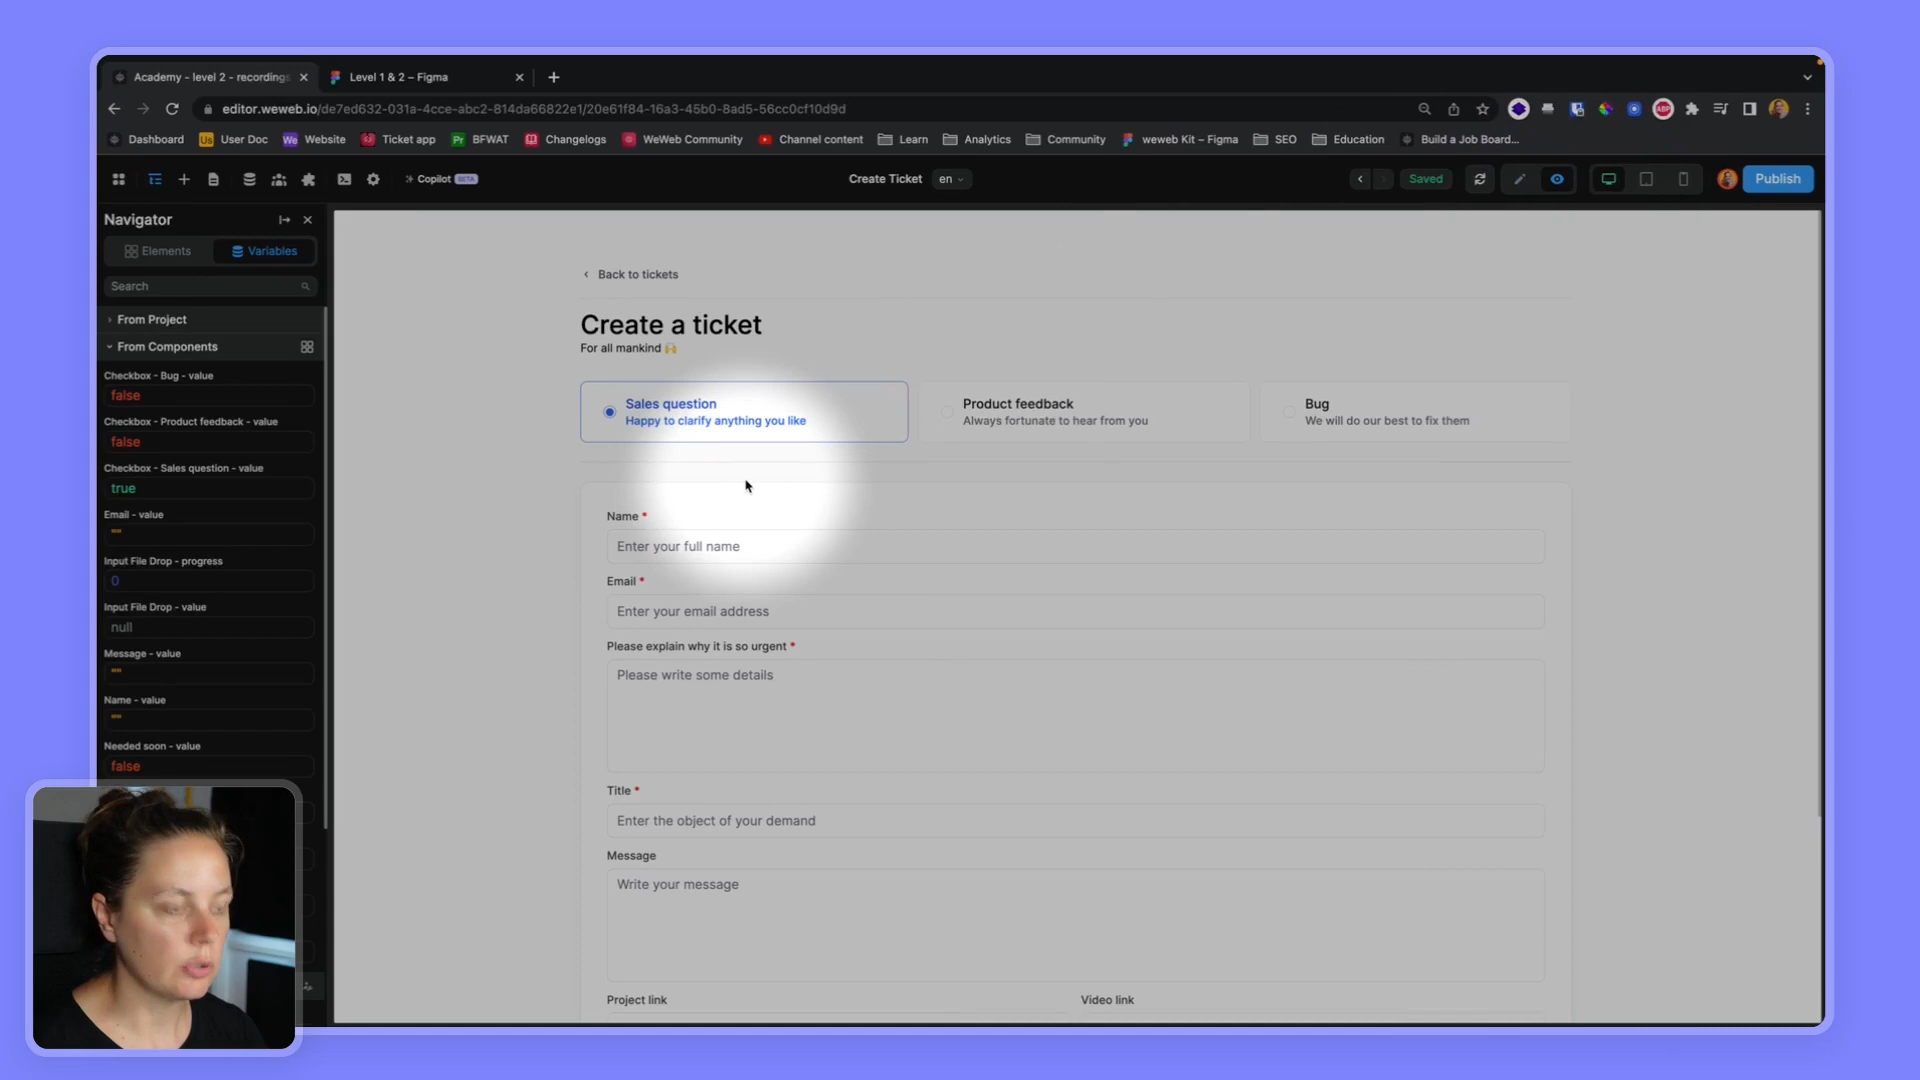 Academy - level 2 - recordings
Level 1 & 2 – Figma
editor.weweb.io/de7ed632-031a-4cce-abc2-814da66822e1/20e61f84-16a3-45b0-8ad5-56cc0cf10d9d
Dashboard
Us User Doc
We Website
Ticket app
Pr BFWAT
Changelogs
WeWeb Community
Channel content
Learn
Analytics
Community
weweb Kit – Figma
SEO
Education
Build a Job Board...
Copilot BETA
Create Ticket
en
Saved
Publish
Navigator
Elements
Variables
Search
From Project
From Components
Checkbox - Bug - value
false
Checkbox - Product feedback - value
false
Checkbox - Sales question - value
true
Email - value
""
Input File Drop - progress
0
Input File Drop - value
null
Message - value
""
Name - value
""
Needed soon - value
false
Back to tickets
Create a ticket
For all mankind 🙌
Sales question
Happy to clarify anything you like
Product feedback
Always fortunate to hear from you
Bug
We will do our best to fix them
Name *
Enter your full name
Email *
Enter your email address
Please explain why it is so urgent *
Please write some details
Title *
Enter the object of your demand
Message
Write your message
Project link
Video link